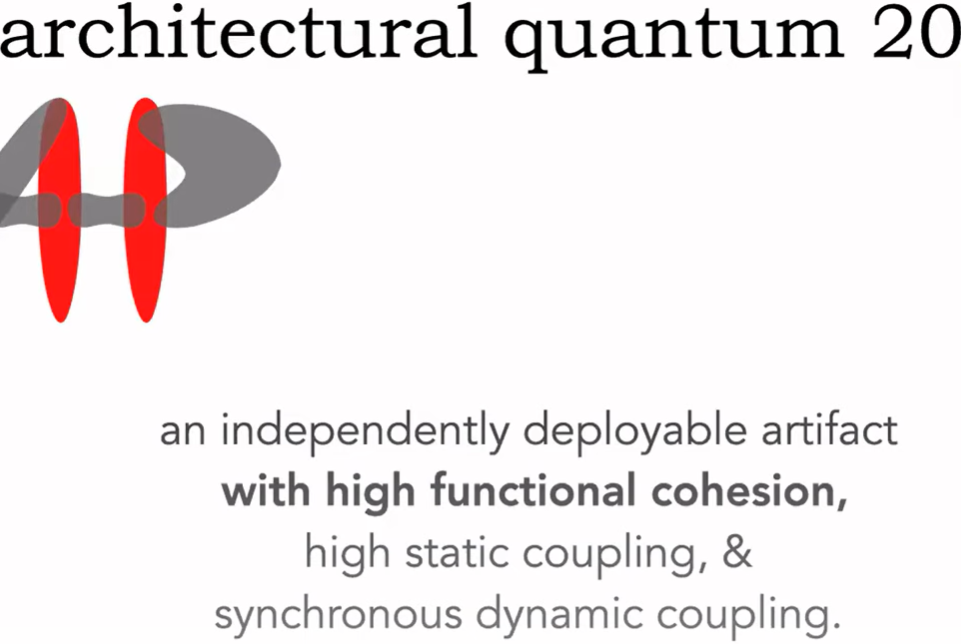 architectural quantum 20
an independently deployable artifact
with high functional cohesion,
high static coupling, &
synchronous dynamic coupling.